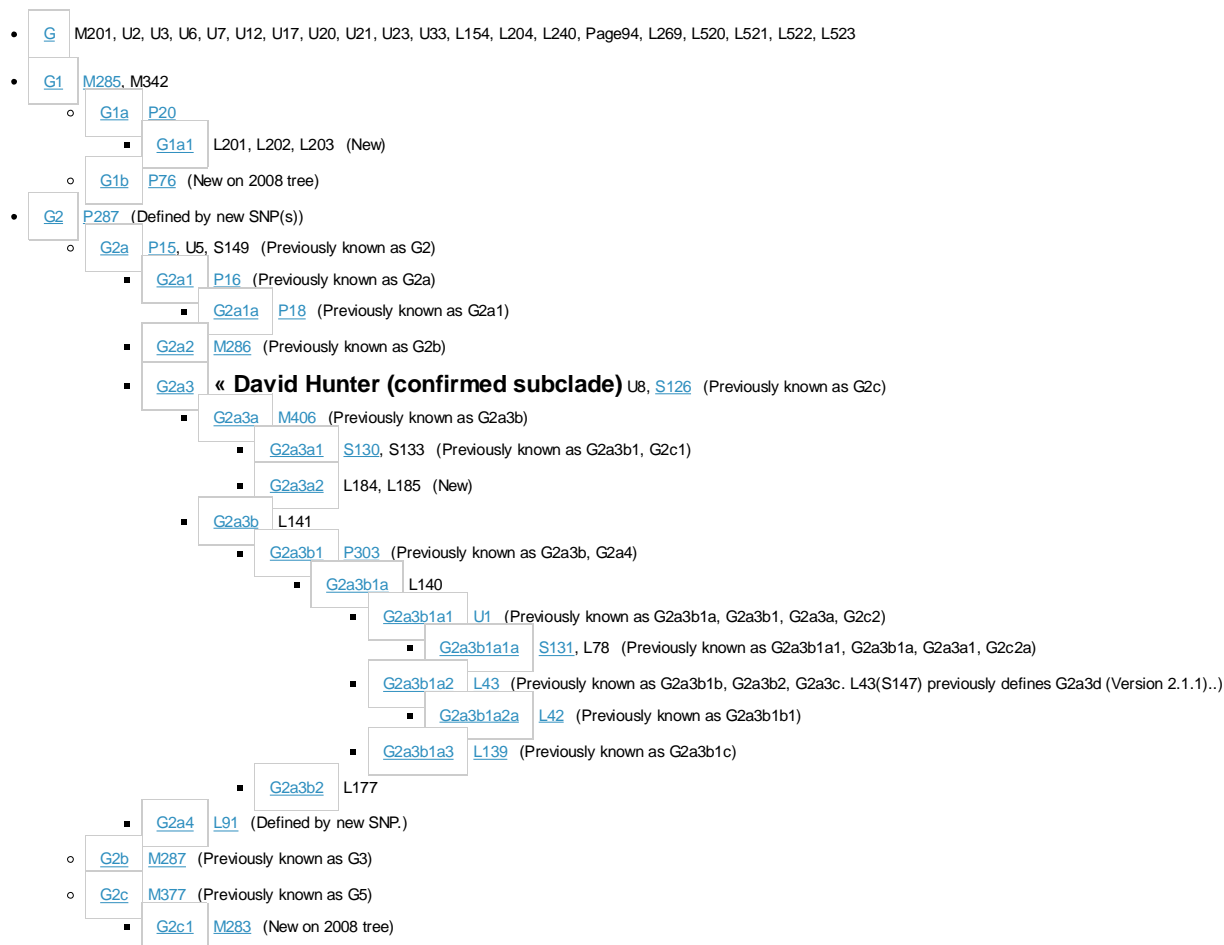 G M201, U2, U3, U6, U7, U12, U17, U20, U21, U23, U33, L154, L204, L240, Page94, L269, L520, L521, L522, L523
G1 M285, M342
G1a P20
G1a1 L201, L202, L203 (New)
G1b P76 (New on 2008 tree)
G2 P287 (Defined by new SNP(s))
G2a P15, U5, S149 (Previously known as G2)
G2a1 P16 (Previously known as G2a)
G2a1a P18 (Previously known as G2a1)
G2a2 M286 (Previously known as G2b)
G2a3 « David Hunter (confirmed subclade) U8, S126 (Previously known as G2c)
G2a3a M406 (Previously known as G2a3b)
G2a3a1 S130, S133 (Previously known as G2a3b1, G2c1)
G2a3a2 L184, L185 (New)
G2a3b L141
G2a3b1 P303 (Previously known as G2a3b, G2a4)
G2a3b1a L140
G2a3b1a1 U1 (Previously known as G2a3b1a, G2a3b1, G2a3a, G2c2)
G2a3b1a1a S131, L78 (Previously known as G2a3b1a1, G2a3b1a, G2a3a1, G2c2a)
G2a3b1a2 L43 (Previously known as G2a3b1b, G2a3b2, G2a3c. L43(S147) previously defines G2a3d (Version 2.1.1)..)
G2a3b1a2a L42 (Previously known as G2a3b1b1)
G2a3b1a3 L139 (Previously known as G2a3b1c)
G2a3b2 L177
G2a4 L91 (Defined by new SNP.)
G2b M287 (Previously known as G3)
G2c M377 (Previously known as G5)
G2c1 M283 (New on 2008 tree)